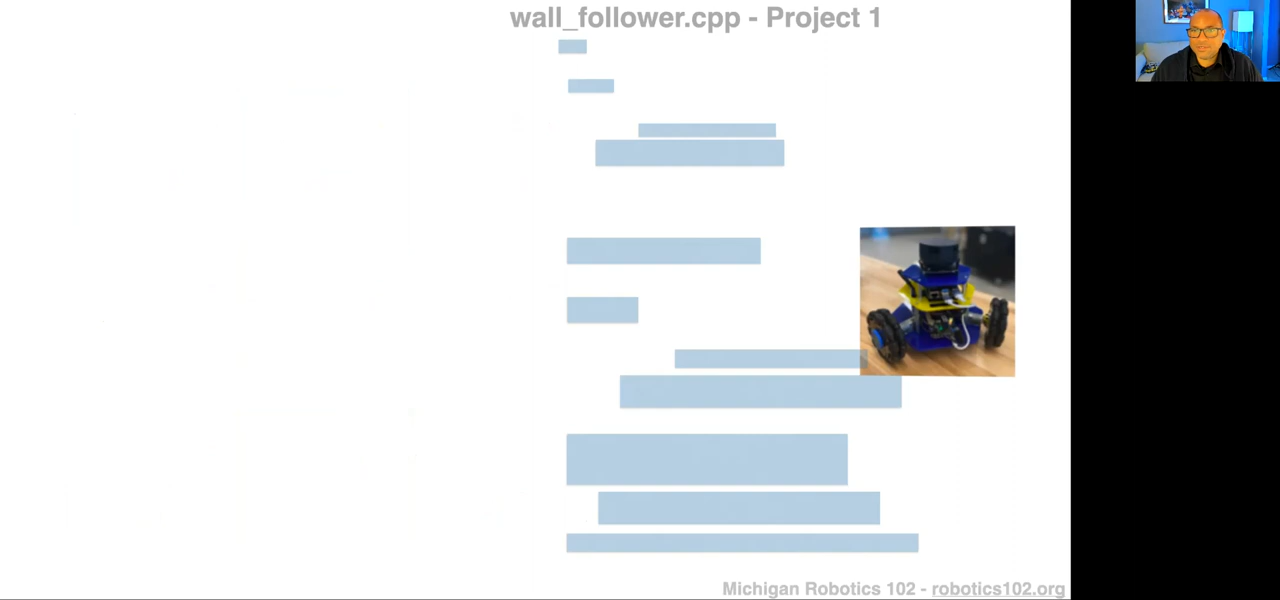 wall_follower.cpp - Project 1
Michigan Robotics 102 - robotics102.org